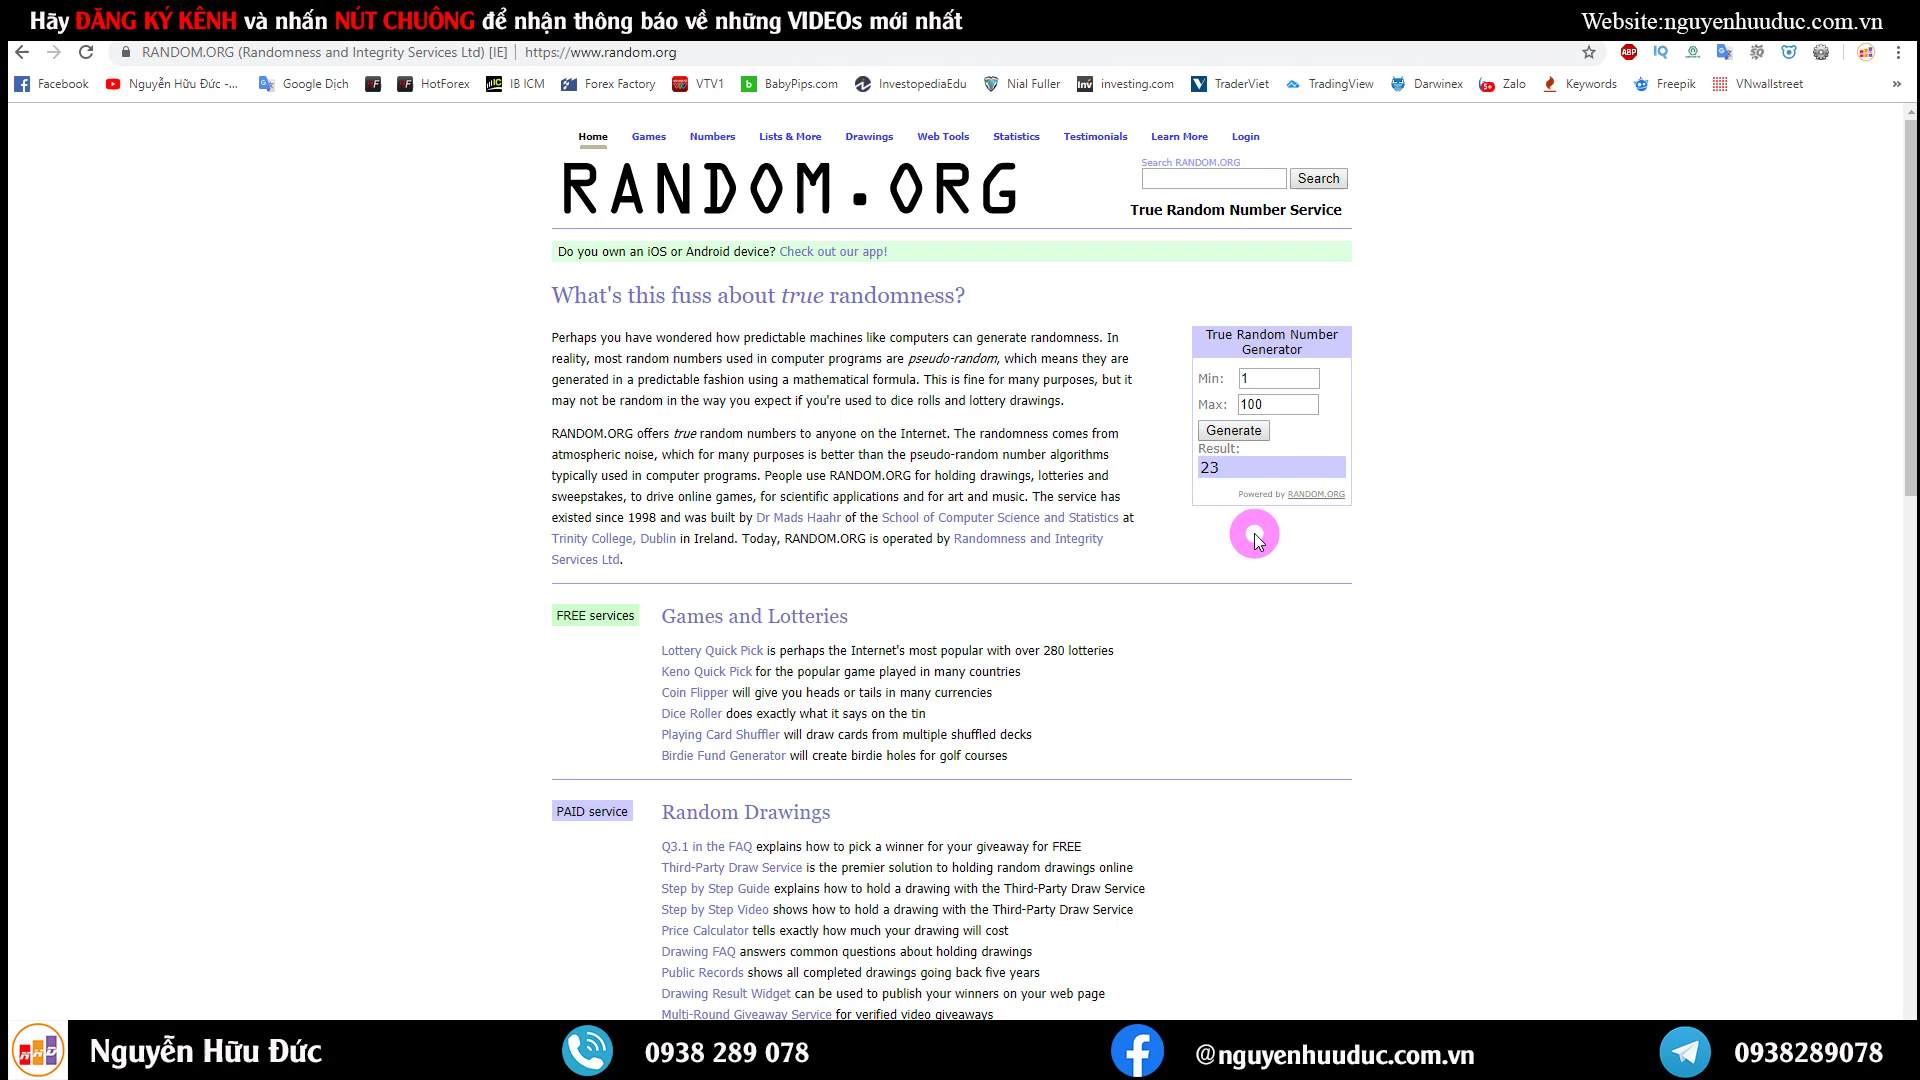 Hãy ĐĂNG KÝ KÊNH và nhấn NÚT CHUÔNG để nhận thông báo về những VIDEOs mới nhất
Website:nguyenhuuduc.com.vn
RANDOM.ORG (Randomness and Integrity Services Ltd) [IE] | https://www.random.org
Facebook Nguyễn Hữu Đức -... Google Dịch HotForex IB ICM Forex Factory VTV1 BabyPips.com InvestopediaEdu Nial Fuller investing.com TraderViet TradingView Darwinex Zalo Keywords Freepik VNwallstreet »
Home Games Numbers Lists & More Drawings Web Tools Statistics Testimonials Learn More Login
RANDOM.ORG
Search RANDOM.ORG
Search
True Random Number Service
Do you own an iOS or Android device? Check out our app!
What's this fuss about true randomness?
Perhaps you have wondered how predictable machines like computers can generate randomness. In
reality, most random numbers used in computer programs are pseudo-random, which means they are
generated in a predictable fashion using a mathematical formula. This is fine for many purposes, but it
may not be random in the way you expect if you're used to dice rolls and lottery drawings.
RANDOM.ORG offers true random numbers to anyone on the Internet. The randomness comes from
atmospheric noise, which for many purposes is better than the pseudo-random number algorithms
typically used in computer programs. People use RANDOM.ORG for holding drawings, lotteries and
sweepstakes, to drive online games, for scientific applications and for art and music. The service has
existed since 1998 and was built by Dr Mads Haahr of the School of Computer Science and Statistics at
Trinity College, Dublin in Ireland. Today, RANDOM.ORG is operated by Randomness and Integrity
Services Ltd.
True Random Number
Generator
Min: 1
Max: 100
Generate
Result:
23
Powered by RANDOM.ORG
FREE services
Games and Lotteries
Lottery Quick Pick is perhaps the Internet's most popular with over 280 lotteries
Keno Quick Pick for the popular game played in many countries
Coin Flipper will give you heads or tails in many currencies
Dice Roller does exactly what it says on the tin
Playing Card Shuffler will draw cards from multiple shuffled decks
Birdie Fund Generator will create birdie holes for golf courses
PAID service
Random Drawings
Q3.1 in the FAQ explains how to pick a winner for your giveaway for FREE
Third-Party Draw Service is the premier solution to holding random drawings online
Step by Step Guide explains how to hold a drawing with the Third-Party Draw Service
Step by Step Video shows how to hold a drawing with the Third-Party Draw Service
Price Calculator tells exactly how much your drawing will cost
Drawing FAQ answers common questions about holding drawings
Public Records shows all completed drawings going back five years
Drawing Result Widget can be used to publish your winners on your web page
Multi-Round Giveaway Service for verified video giveaways
NHD
Nguyễn Hữu Đức
0938 289 078
@nguyenhuuduc.com.vn
0938289078